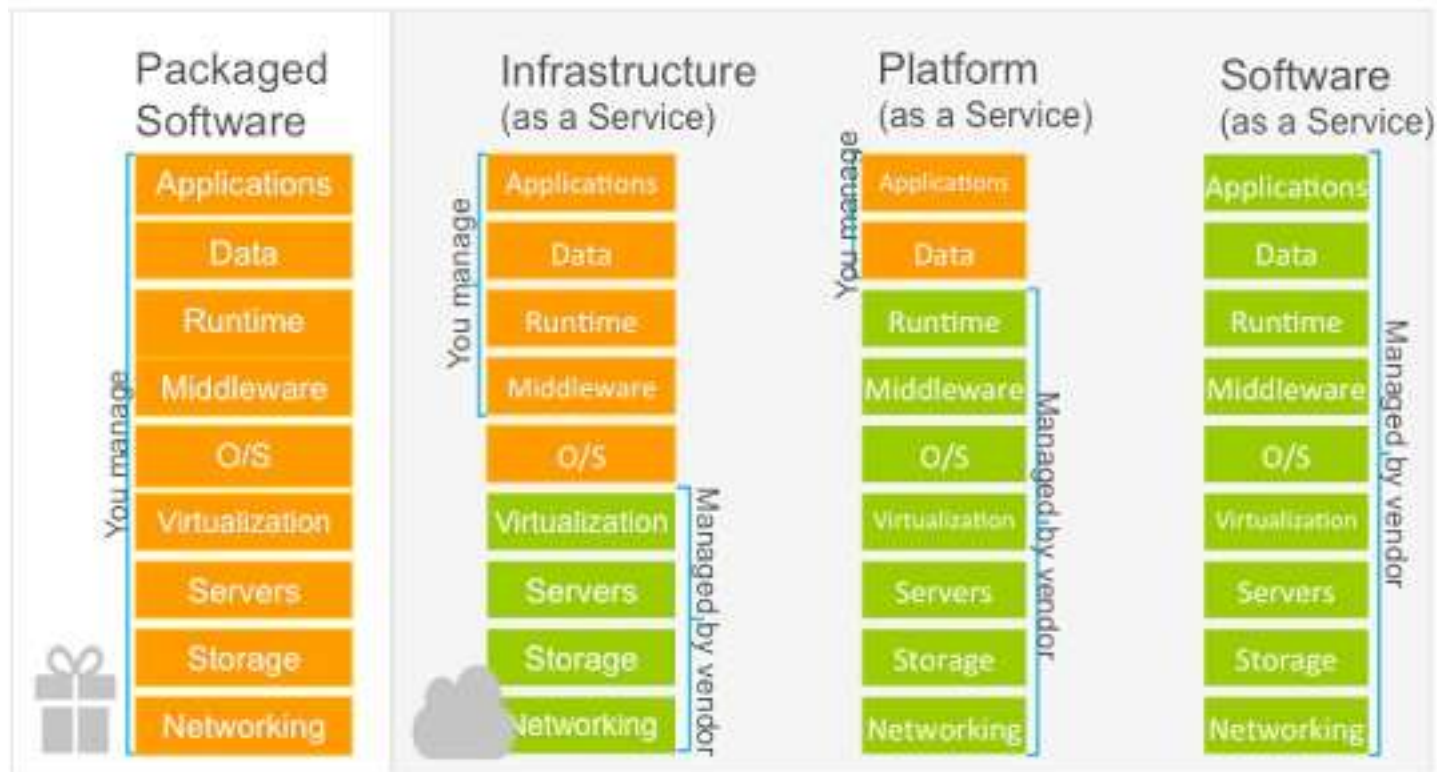 Packaged
Software
You manage
Applications
Data
Runtime
Middleware
O/S
Virtualization
Servers
Storage
Networking
Infrastructure
(as a Service)
You manage
Applications
Data
Runtime
Middleware
O/S
Virtualization
Servers
Storage
Networking
Managed by vendor
Platform
(as a Service)
You manage
Applications
Data
Runtime
Middleware
O/S
Virtualization
Servers
Storage
Networking
Managed by vendor
Software
(as a Service)
Applications
Data
Runtime
Middleware
O/S
Virtualization
Servers
Storage
Networking
Managed by vendor